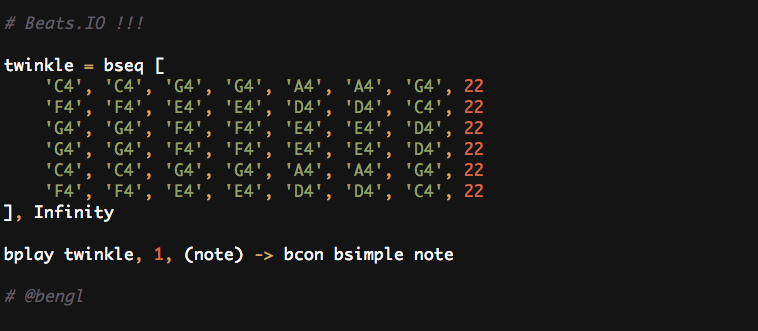 # Beats.IO !!!
twinkle = bseq [
    'C4', 'C4', 'G4', 'G4', 'A4', 'A4', 'G4', 22
    'F4', 'F4', 'E4', 'E4', 'D4', 'D4', 'C4', 22
    'G4', 'G4', 'F4', 'F4', 'E4', 'E4', 'D4', 22
    'G4', 'G4', 'F4', 'F4', 'E4', 'E4', 'D4', 22
    'C4', 'C4', 'G4', 'G4', 'A4', 'A4', 'G4', 22
    'F4', 'F4', 'E4', 'E4', 'D4', 'D4', 'C4', 22
], Infinity
bplay twinkle, 1, (note) -> bcon bsimple note
# @bengl